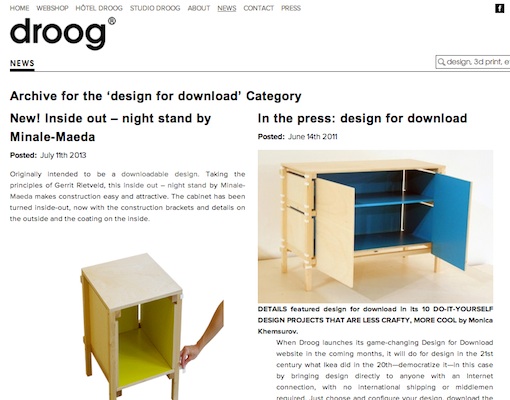 HOME WEBSHOP HÔTEL DROOG STUDIO DROOG ABOUT NEWS CONTACT PRESS
f
droog®
NEWS
design, 3d print, e
Archive for the ‘design for download’ Category
New! Inside out – night stand by
Minale-Maeda
Posted: July 11th 2013
Originally intended to be a downloadable design. Taking the
principles of Gerrit Rietveld, this inside out – night stand by Minale-
Maeda makes construction easy and attractive. The cabinet has been
turned inside-out, now with the construction brackets and details on
the outside and the coating on the inside.
In the press: design for download
Posted: June 14th 2011
DETAILS featured design for download in its 10 DO-IT-YOURSELF
DESIGN PROJECTS THAT ARE LESS CRAFTY, MORE COOL by Monica
Khemsurov.
When Droog launches its game-changing Design for Download
website in the coming months, it will do for design in the 21st
century what Ikea did in the 20th—democratize it—in this case
by bringing design directly to anyone with an Internet
connection, with no international shipping or middlemen
required. Just choose and configure your design, download the